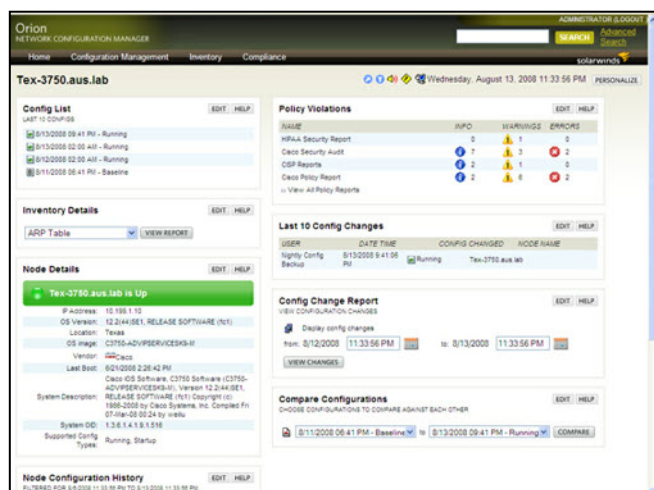 Orion
NETWORK CONFIGURATION MANAGER
ADMINISTRATOR (LOGOUT)
SEARCH
Advanced Search
Home Configuration Management Inventory Compliance
solarwinds
Tex-3750.aus.lab
Wednesday, August 13, 2008 11:33:56 PM PERSONALIZE
Config List EDIT HELP
LAST 10 CONFIGS
8/13/2008 09:41 PM - Running
8/13/2008 02:00 AM - Running
8/12/2008 02:00 AM - Running
8/11/2008 06:41 PM - Baseline
Inventory Details EDIT HELP
ARP Table VIEW REPORT
Node Details EDIT HELP
Tex-3750.aus.lab is Up
IP Address: 10.199.1.10
OS Version: 12.2(44)SE1, RELEASE SOFTWARE (fc1)
Location: Texas
OS Image: C3750-ADVIPSERVICESK9-M
Vendor: Cisco
Last Boot: 6/21/2008 2:26:42 PM
System Description: Cisco IOS Software, C3750 Software (C3750-
ADVIPSERVICESK9-M), Version 12.2(44)SE1,
RELEASE SOFTWARE (fc1) Copyright (c)
1986-2008 by Cisco Systems, Inc. Compiled Fri
07-Mar-08 00:24 by weiliu
System OID: 1.3.6.1.4.1.9.1.516
Supported Config Types: Running, Startup
Node Configuration History EDIT HELP
Policy Violations EDIT HELP
NAME INFO WARNINGS ERRORS
HIPAA Security Report 0 1 0
Cisco Security Audit 7 3 2
CISP Reports 2 1 0
Cisco Policy Report 2 6 2
» View All Policy Reports
Last 10 Config Changes EDIT HELP
USER DATE TIME CONFIG CHANGED NODE NAME
Nightly Config Backup 8/13/2008 9:41:06 PM Running Tex-3750.aus.lab
Config Change Report EDIT HELP
VIEW CONFIGURATION CHANGES
Display config changes
from: 8/12/2008 11:33:56 PM to: 8/13/2008 11:33:56 PM
VIEW CHANGES
Compare Configurations EDIT HELP
CHOOSE CONFIGURATIONS TO COMPARE AGAINST EACH OTHER
8/11/2008 06:41 PM - Baseline to 8/13/2008 09:41 PM - Running COMPARE